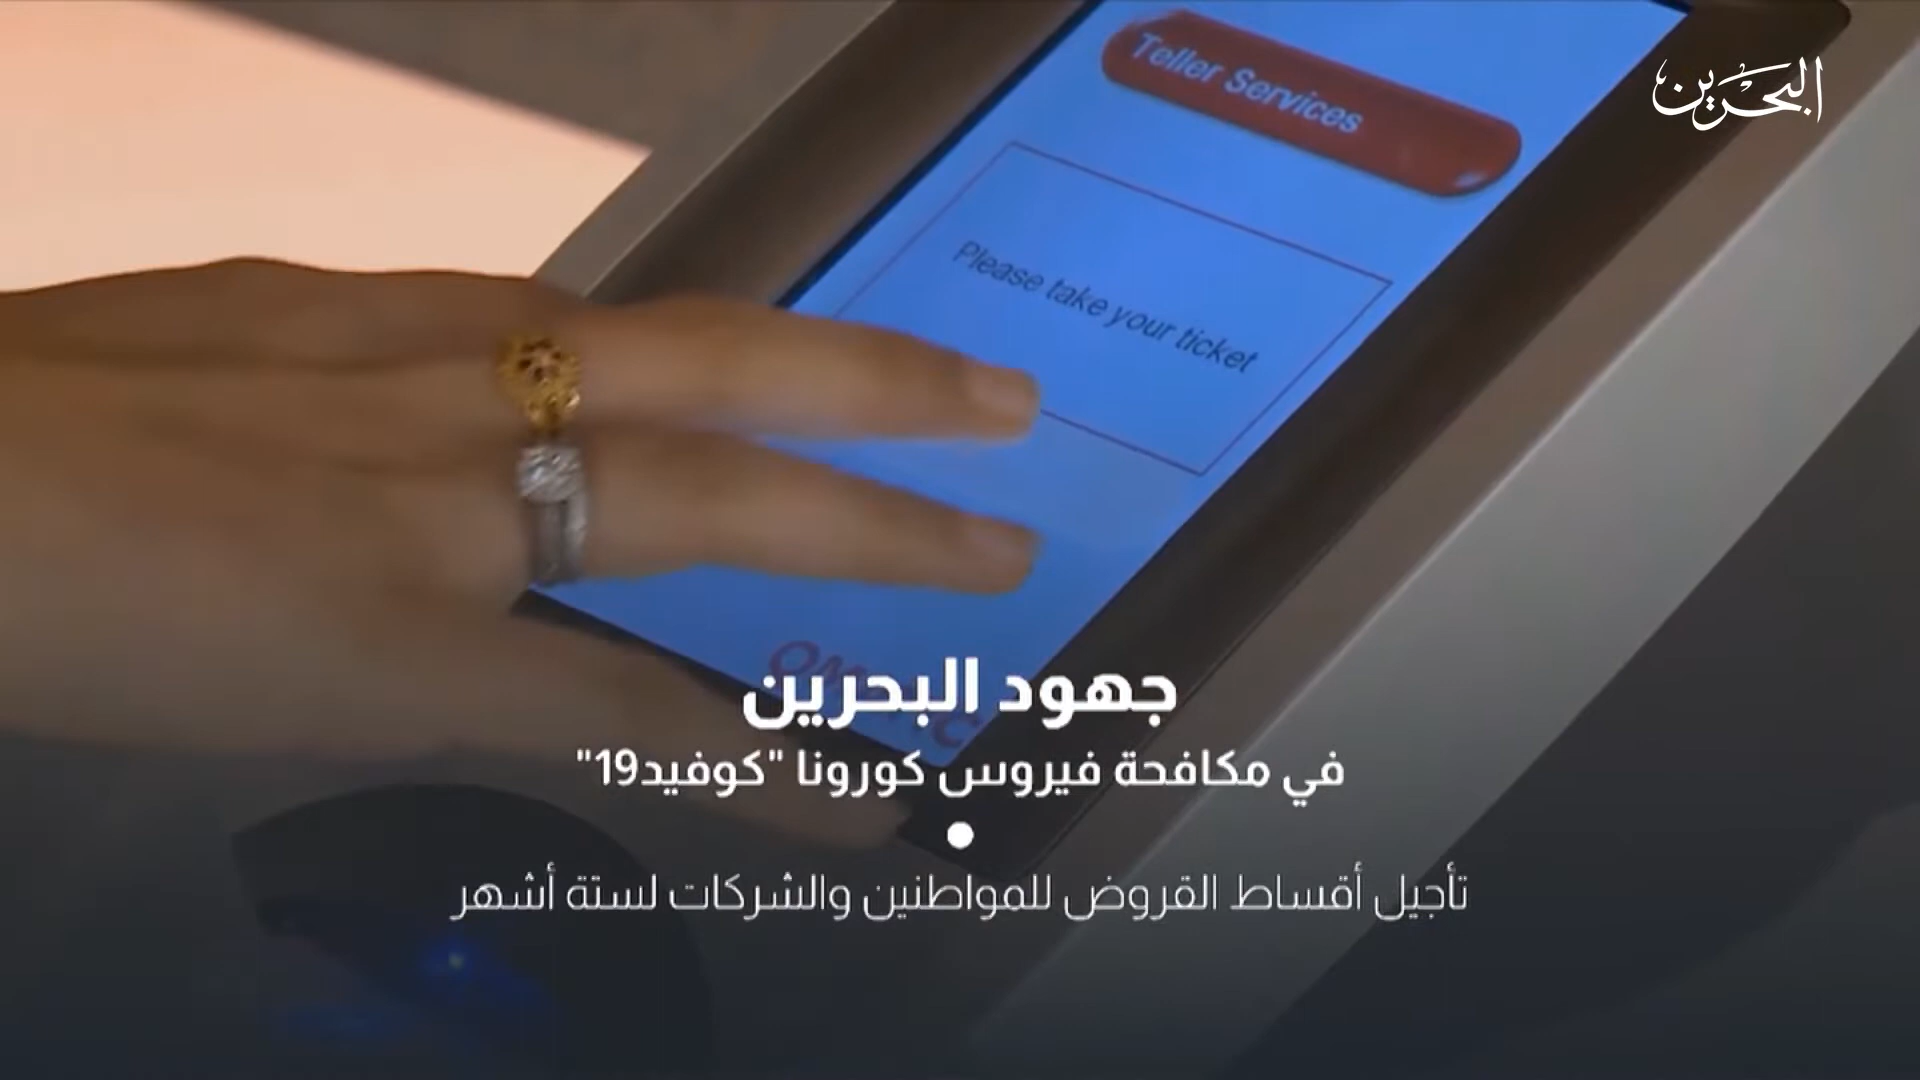 البحرين
Teller Services
Please take your ticket
جهود البحرين
في مكافحة فيروس كورونا "كوفيد19"
تأجيل أقساط القروض للمواطنين والشركات لستة أشهر